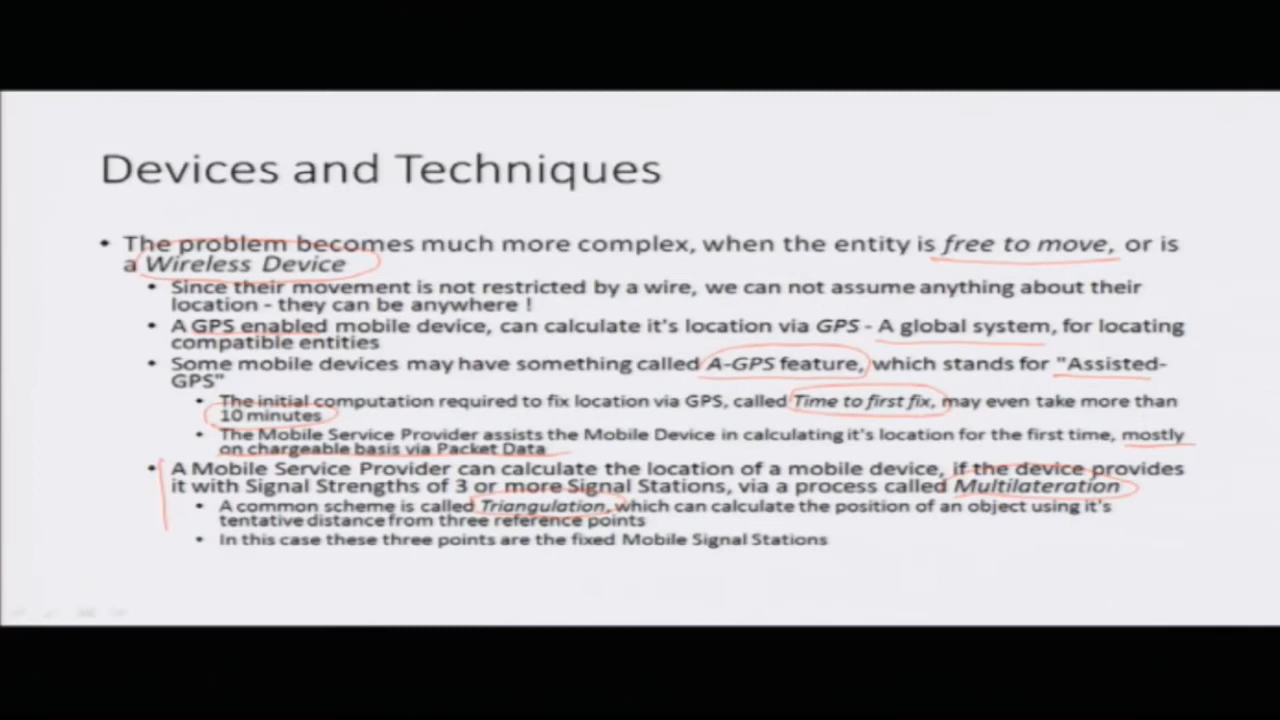 Devices and Techniques
• The problem becomes much more complex, when the entity is free to move, or is
a Wireless Device
• Since their movement is not restricted by a wire, we can not assume anything about their
location - they can be anywhere !
• A GPS enabled mobile device, can calculate it's location via GPS - A global system, for locating
compatible entities
• Some mobile devices may have something called A-GPS feature, which stands for "Assisted-
GPS"
• The initial computation required to fix location via GPS, called Time to first fix, may even take more than
10 minutes
• The Mobile Service Provider assists the Mobile Device in calculating it's location for the first time, mostly
on chargeable basis via Packet Data
• A Mobile Service Provider can calculate the location of a mobile device, if the device provides
it with Signal Strengths of 3 or more Signal Stations, via a process called Multilateration
• A common scheme is called Triangulation, which can calculate the position of an object using it's
tentative distance from three reference points
• In this case these three points are the fixed Mobile Signal Stations